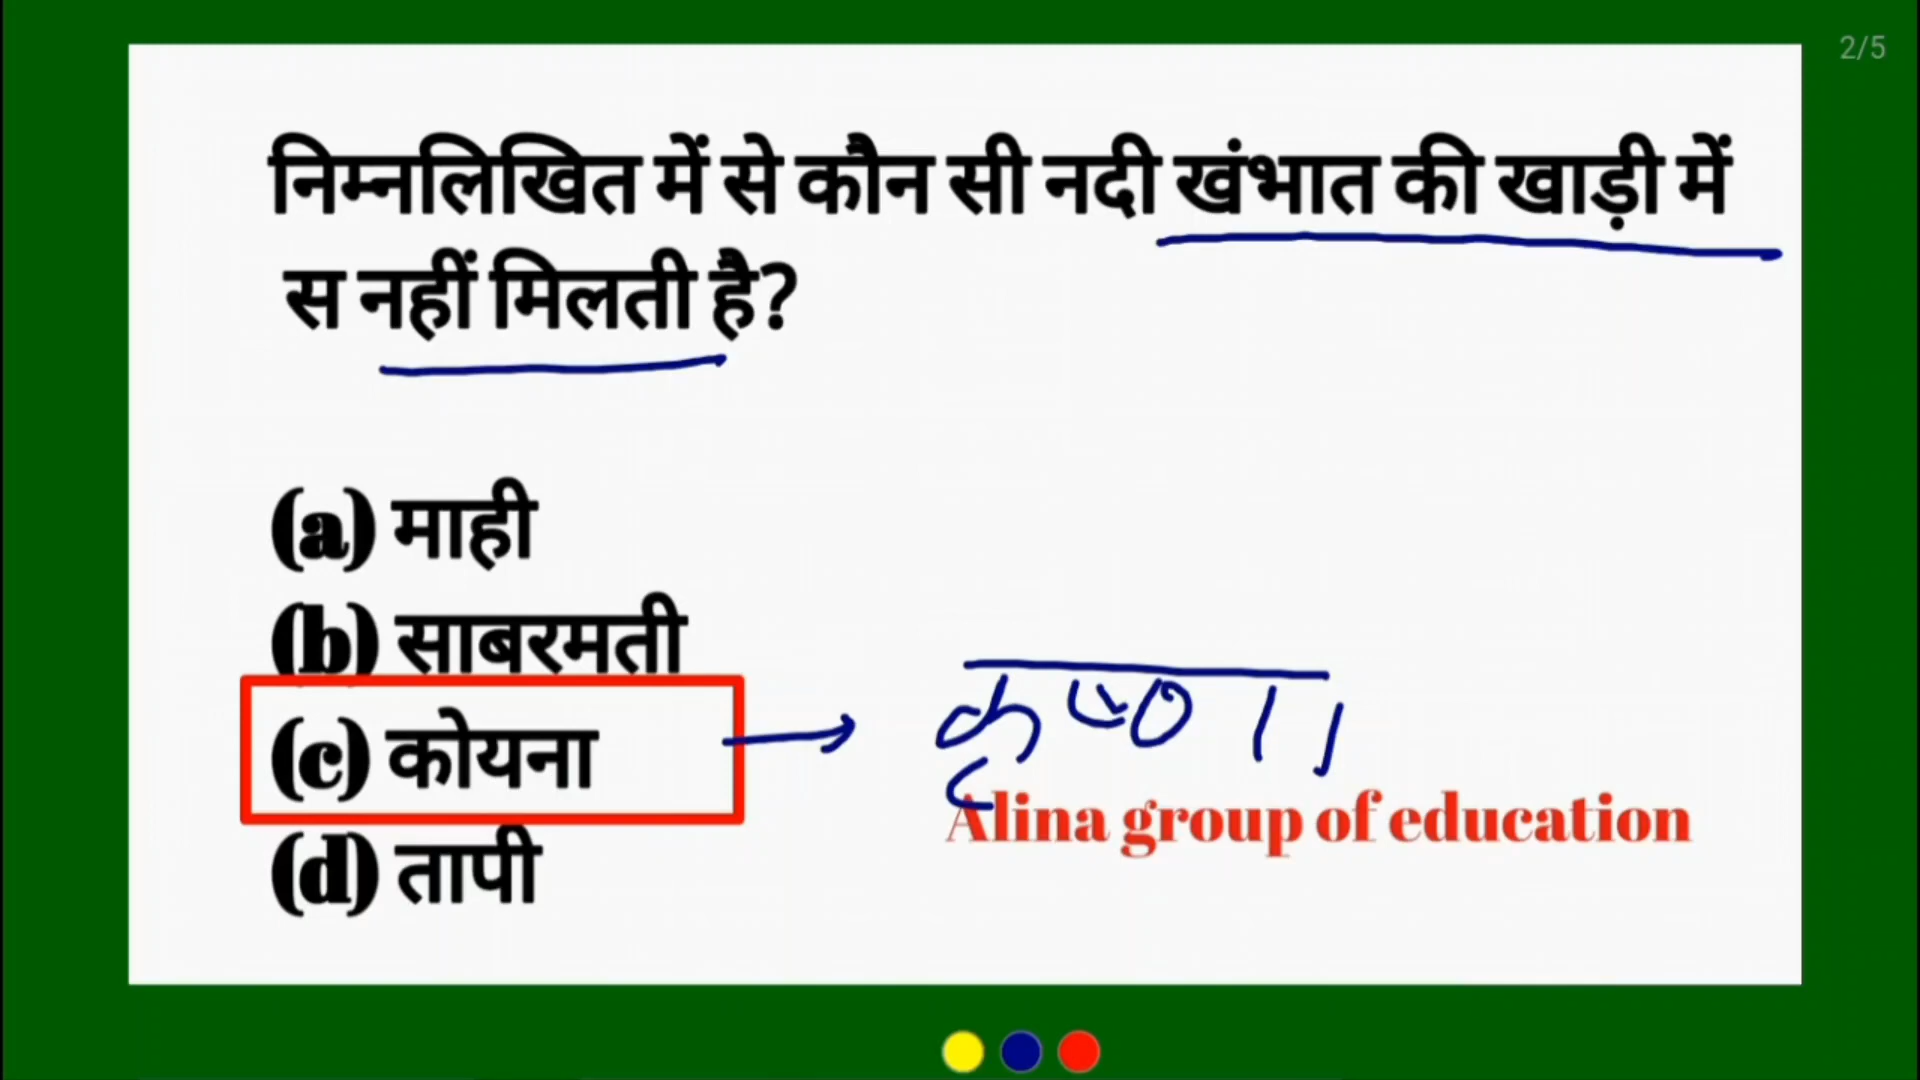 2/5
निम्नलिखित में से कौन सी नदी खंभात की खाड़ी में
स नहीं मिलती है?
(a) माही
(b) साबरमती
(c) कोयना
(d) तापी
Alina group of education